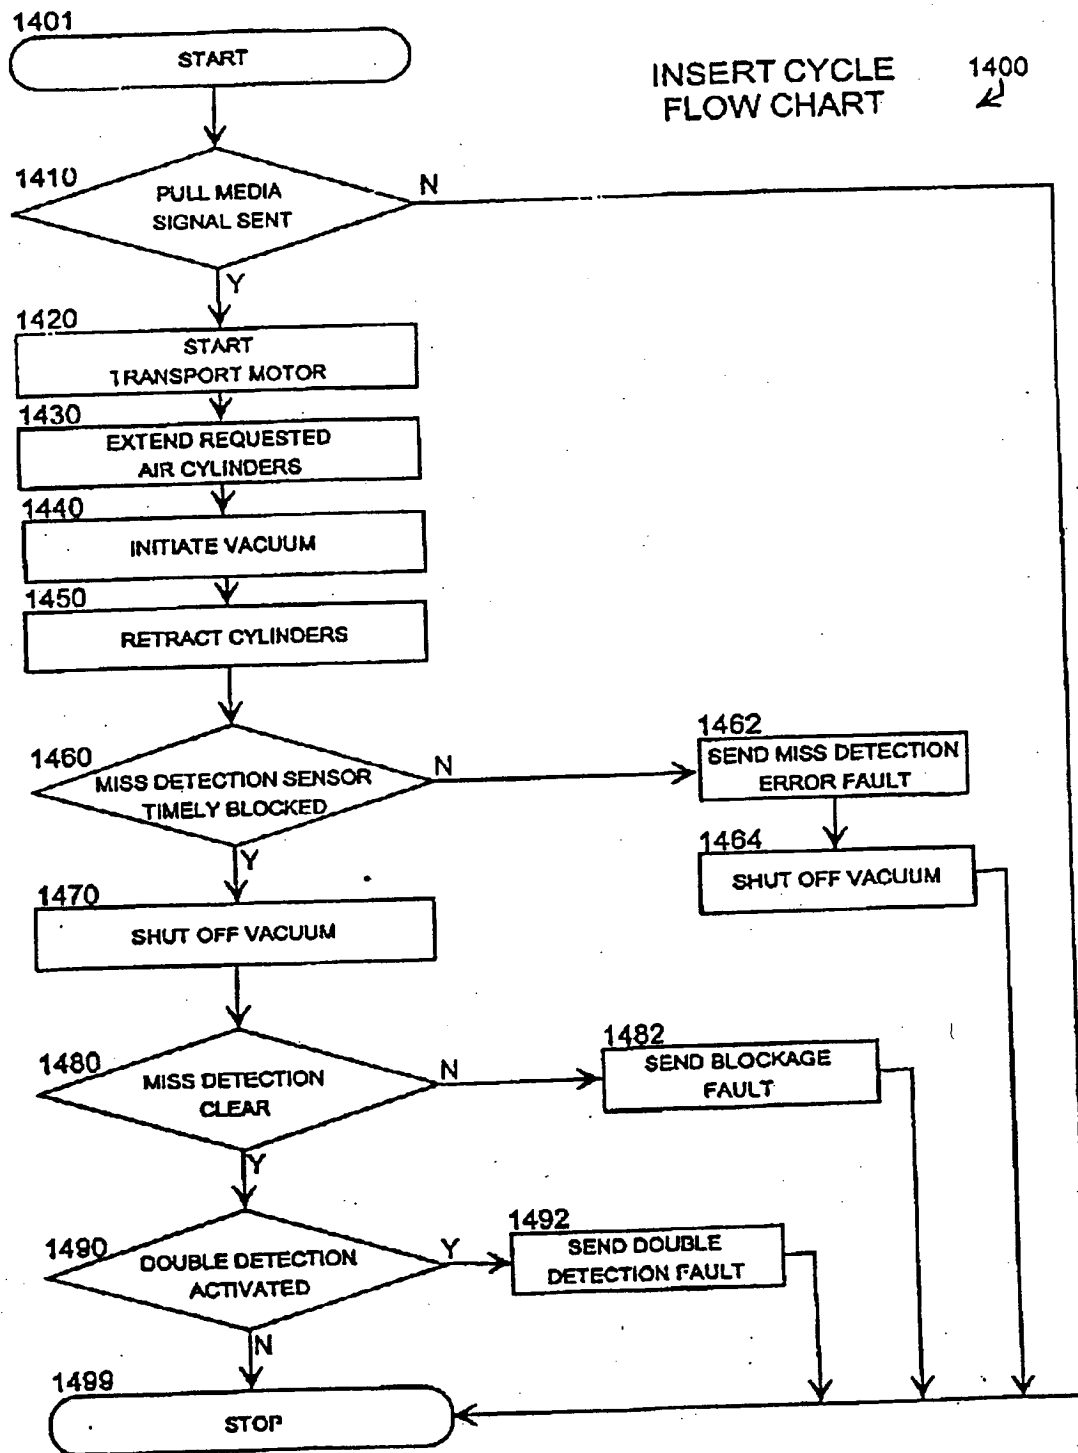 1401
START
INSERT CYCLE
FLOW CHART
1400
1410
PULL MEDIA
SIGNAL SENT
N
Y
1420
START
TRANSPORT MOTOR
1430
EXTEND REQUESTED
AIR CYLINDERS
1440
INITIATE VACUUM
1450
RETRACT CYLINDERS
1460
MISS DETECTION SENSOR
TIMELY BLOCKED
N
Y
1462
SEND MISS DETECTION
ERROR FAULT
1464
SHUT OFF VACUUM
1470
SHUT OFF VACUUM
1480
MISS DETECTION
CLEAR
N
Y
1482
SEND BLOCKAGE
FAULT
1490
DOUBLE DETECTION
ACTIVATED
Y
N
1492
SEND DOUBLE
DETECTION FAULT
1499
STOP